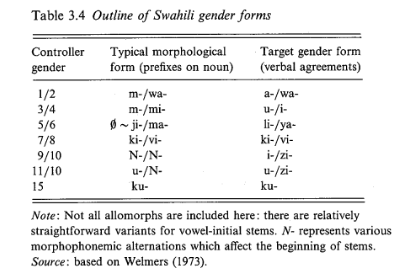 Table 3.4 Outline of Swahili gender forms
Controller gender Typical morphological form (prefixes on noun) Target gender form (verbal agreements)
1/2 m-/wa- a-/wa-
3/4 m-/mi- u-/i-
5/6 ∅ ~ ji-/ma- li-/ya-
7/8 ki-/vi- ki-/vi-
9/10 N-/N- i-/zi-
11/10 u-/N- u-/zi-
15 ku- ku-
Note: Not all allomorphs are included here: there are relatively
straightforward variants for vowel-initial stems. N- represents various
morphophonemic alternations which affect the beginning of stems.
Source: based on Welmers (1973).